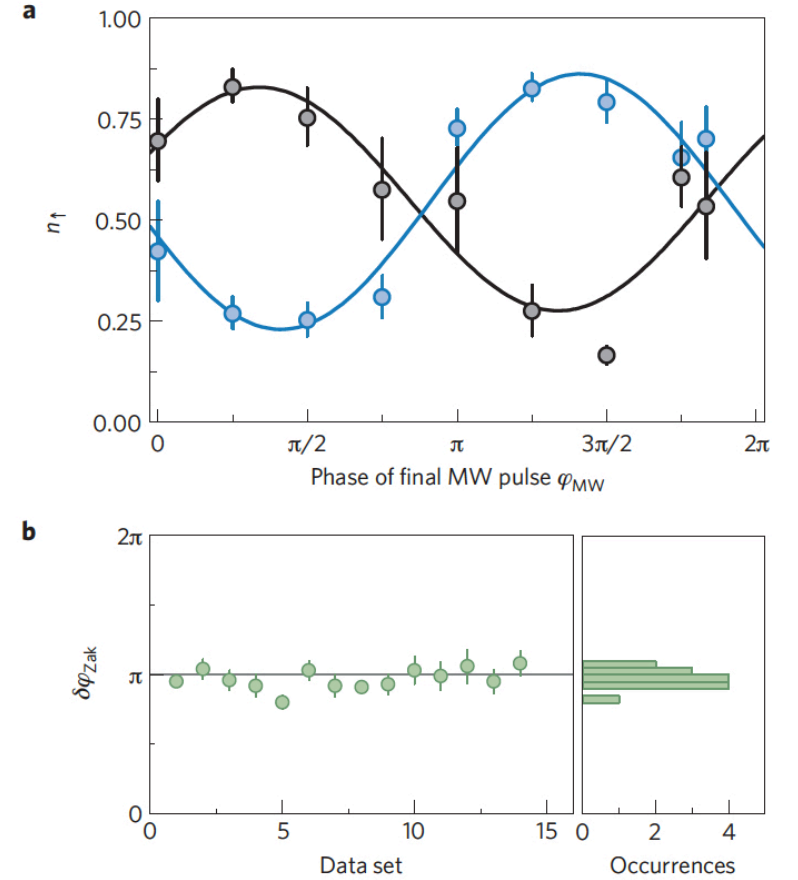 a
1.00
0.75
0.50
0.25
0.00
n↑
0 π/2 π 3π/2 2π
Phase of final MW pulse φMW
b
2π
π
0
δφZak
0 5 10 15
Data set
0 2 4
Occurrences